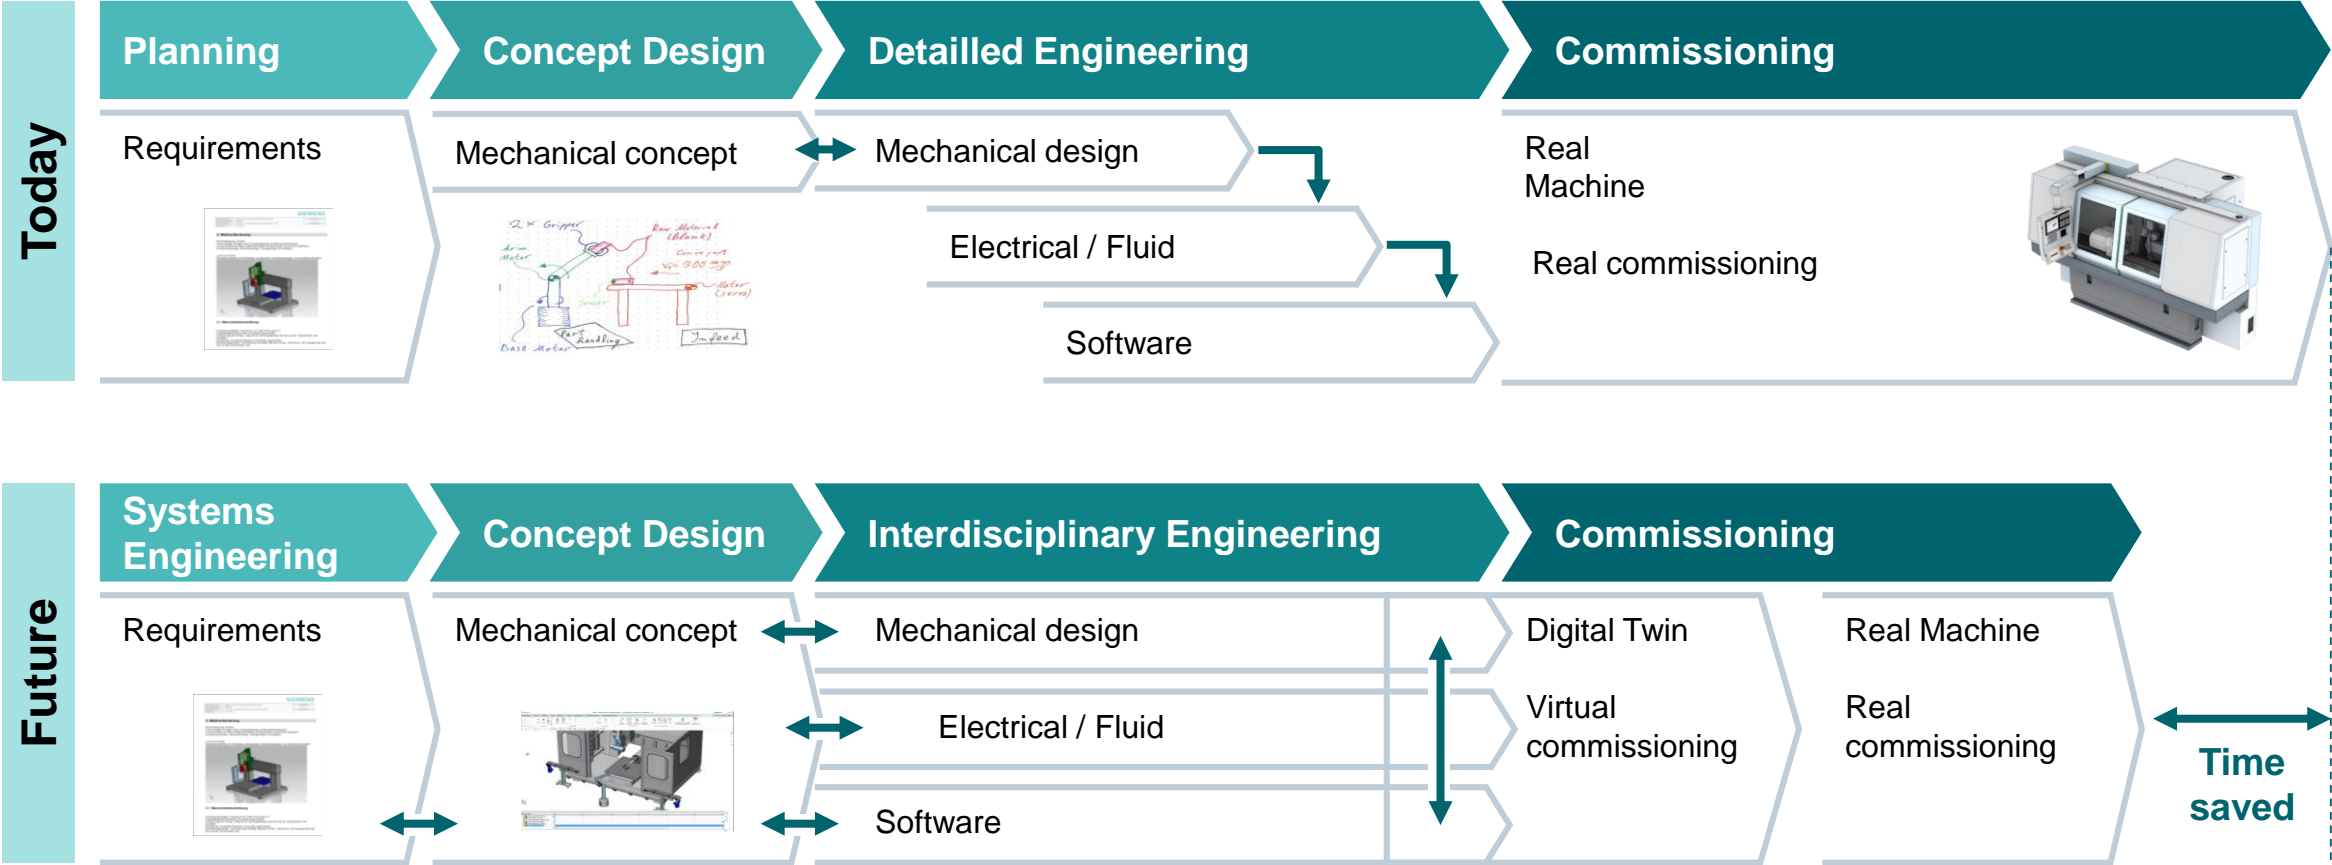 Today
Planning
Concept Design
Detailled Engineering
Commissioning
Requirements
SIEMENS
Mechanical concept
2 x Gripper
Raw Material
(Blank)
Arm
Motor
Conveyor
Sensor
Motor
(servo)
Base Motor
Part
handling
Infeed
Mechanical design
Electrical / Fluid
Software
Real
Machine
Real commissioning
Future
Systems
Engineering
Concept Design
Interdisciplinary Engineering
Commissioning
Requirements
SIEMENS
Mechanical concept
Mechanical design
Electrical / Fluid
Software
Digital Twin
Virtual
commissioning
Real Machine
Real
commissioning
Time
saved